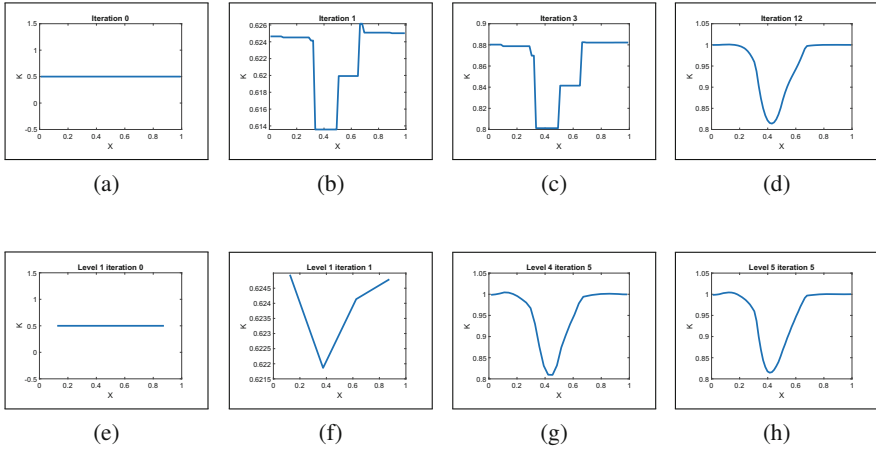 Iteration 0
1.5
1
0.5
0
-0.5
K
0 0.2 0.4 0.6 0.8 1
X
(a)
Iteration 1
0.626
0.624
0.622
0.62
0.618
0.616
0.614
K
0 0.2 0.4 0.6 0.8 1
X
(b)
Iteration 3
0.9
0.88
0.86
0.84
0.82
0.8
K
0 0.2 0.4 0.6 0.8 1
X
(c)
Iteration 12
1.05
1
0.95
0.9
0.85
0.8
K
0 0.2 0.4 0.6 0.8 1
X
(d)
Level 1 iteration 0
1.5
1
0.5
0
-0.5
K
0 0.2 0.4 0.6 0.8 1
X
(e)
Level 1 iteration 1
0.6245
0.624
0.6235
0.623
0.6225
0.622
0.6215
K
0 0.2 0.4 0.6 0.8 1
X
(f)
Level 4 iteration 5
1.05
1
0.95
0.9
0.85
0.8
K
0 0.2 0.4 0.6 0.8 1
X
(g)
Level 5 iteration 5
1.05
1
0.95
0.9
0.85
0.8
K
0 0.2 0.4 0.6 0.8 1
X
(h)